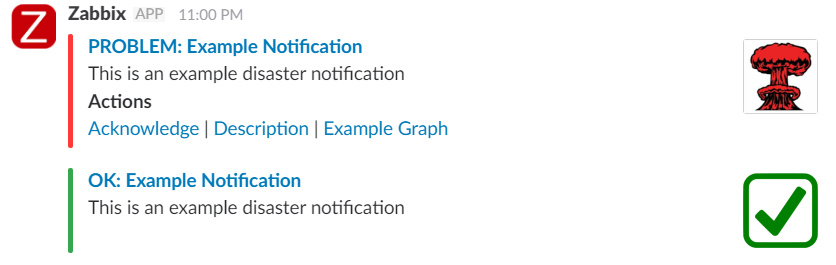 Z
Zabbix APP 11:00 PM
PROBLEM: Example Notification
This is an example disaster notification
Actions
Acknowledge | Description | Example Graph
OK: Example Notification
This is an example disaster notification